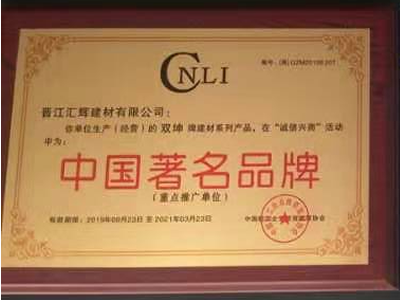 CNLI
晋江汇辉建材有限公司：
你单位生产（经营）的 双坤 牌建材系列产品，在“诚信兴商”活动
中为：
中国著名品牌
（重点推广单位）
有效期限：2019年09月23日 至 2021年03月23日